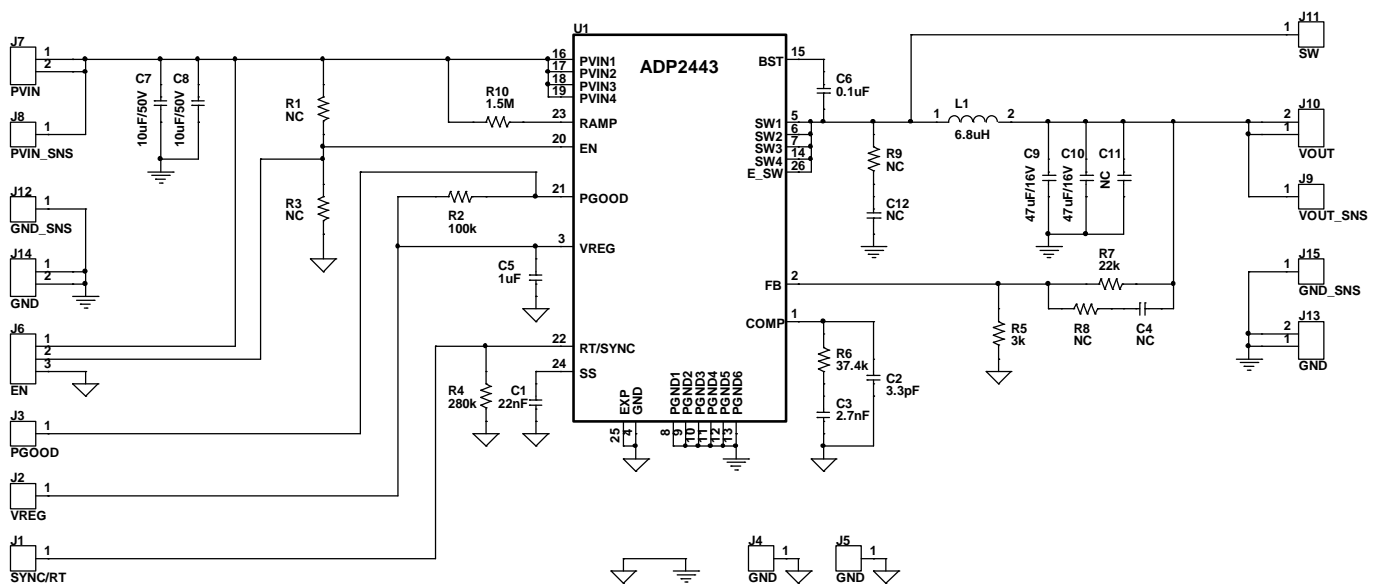 J7
1
2
PVIN
J8
1
PVIN_SNS
J12
1
GND_SNS
J14
1
2
GND
J6
1
2
3
EN
J3
1
PGOOD
J2
1
VREG
J1
1
SYNC/RT
C7
10uF/50V
C8
10uF/50V
R1
NC
R3
NC
R10
1.5M
R2
100k
C5
1uF
R4
280k
C1
22nF
U1
ADP2443
16 PVIN1
17 PVIN2
18 PVIN3
19 PVIN4
23 RAMP
20 EN
21 PGOOD
3 VREG
22 RT/SYNC
24 SS
EXP 25
GND 4
PGND1 8
PGND2 9
PGND3 10
PGND4 11
PGND5 12
PGND6 13
BST 15
SW1 5
SW2 6
SW3 7
SW4 14
E_SW 26
FB 2
COMP 1
C6
0.1uF
R9
NC
C12
NC
1 L1 2
6.8uH
C9
47uF/16V
C10
47uF/16V
C11
NC
R7
22k
R8
NC
C4
NC
R5
3k
R6
37.4k
C3
2.7nF
C2
3.3pF
J11
1
SW
J10
2
1
VOUT
J9
1
VOUT_SNS
J15
1
GND_SNS
J13
2
1
GND
J4
1
GND
J5
1
GND